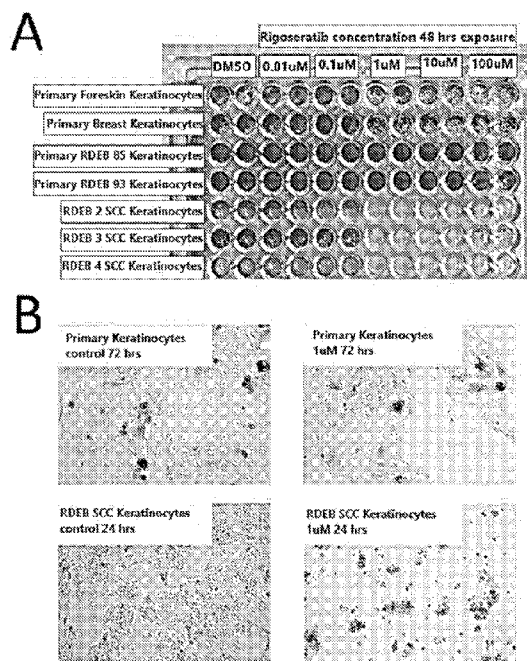 A
Rigoseratib concentration 48 hrs exposure
DMSO 0.01uM 0.1uM 1uM 10uM 100uM
Primary Foreskin Keratinocytes
Primary Breast Keratinocytes
Primary RDEB 85 Keratinocytes
Primary RDEB 93 Keratinocytes
RDEB 2 SCC Keratinocytes
RDEB 3 SCC Keratinocytes
RDEB 4 SCC Keratinocytes
B
Primary Keratinocytes
control 72 hrs
Primary Keratinocytes
1uM 72 hrs
RDEB SCC Keratinocytes
control 24 hrs
RDEB SCC Keratinocytes
1uM 24 hrs